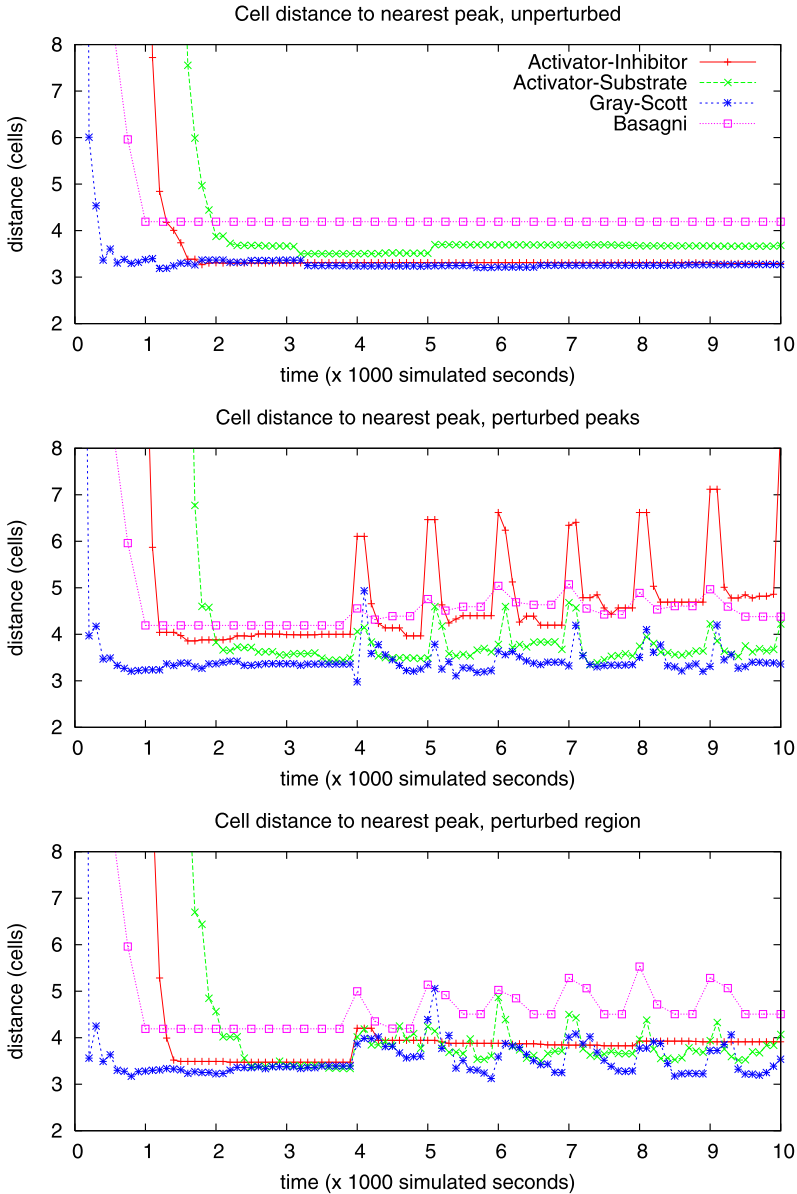 Cell distance to nearest peak, unperturbed
8
7
6
5
4
3
2
distance (cells)
Activator-Inhibitor
Activator-Substrate
Gray-Scott
Basagni
0 1 2 3 4 5 6 7 8 9 10
time (x 1000 simulated seconds)
Cell distance to nearest peak, perturbed peaks
8
7
6
5
4
3
2
distance (cells)
0 1 2 3 4 5 6 7 8 9 10
time (x 1000 simulated seconds)
Cell distance to nearest peak, perturbed region
8
7
6
5
4
3
2
distance (cells)
0 1 2 3 4 5 6 7 8 9 10
time (x 1000 simulated seconds)